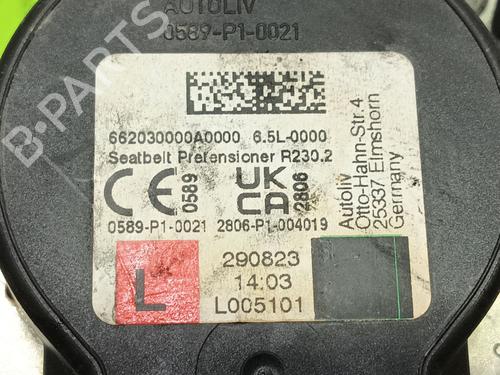 AUTOLIV
0589-P1-0021
662030000A0000 6.5L-0000
Seatbelt Pretensioner R230.2
CE 0589
UK CA 2806
0589-P1-0021 2806-P1-004019
Autoliv
Otto-Hahn-Str.4
25337 Elmshorn
Germany
L
290823
14:03
L005101
B-PARTS